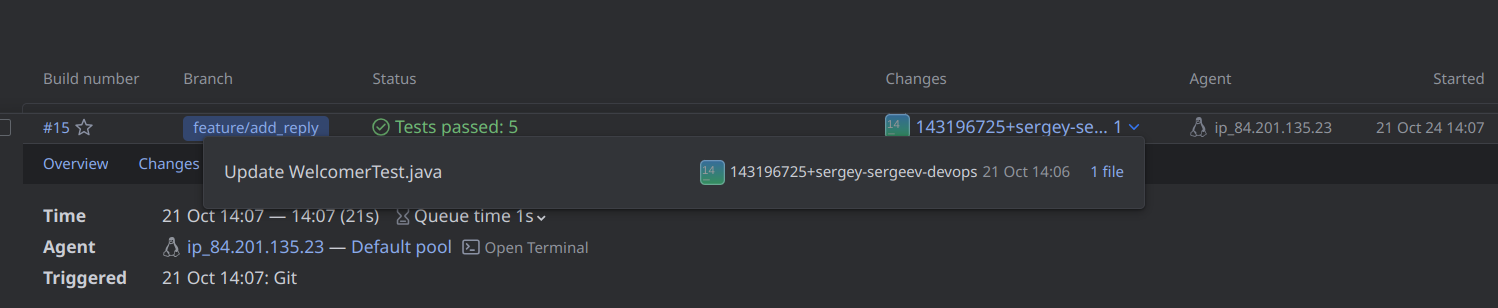 Build number Branch Status Changes Agent Started
#15 feature/add_reply Tests passed: 5 14 143196725+sergey-se... 1 ip_84.201.135.23 21 Oct 24 14:07
Overview Changes
Update WelcomerTest.java 14 143196725+sergey-sergeev-devops 21 Oct 14:06 1 file
Time 21 Oct 14:07 — 14:07 (21s) Queue time 1s
Agent ip_84.201.135.23 — Default pool Open Terminal
Triggered 21 Oct 14:07: Git